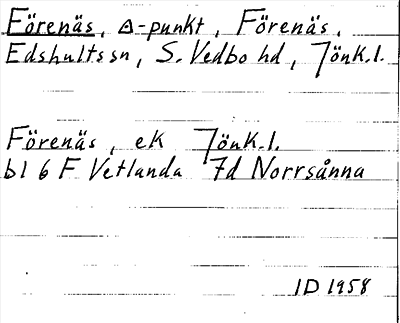 Förenäs, Δ-punkt, Förenäs,
Edshultssn, S. Vedbo hd, Jönk.l.
Förenäs, ek Jönk.l.
bl 6 F Vetlanda 7d Norrsånna
ID 1958